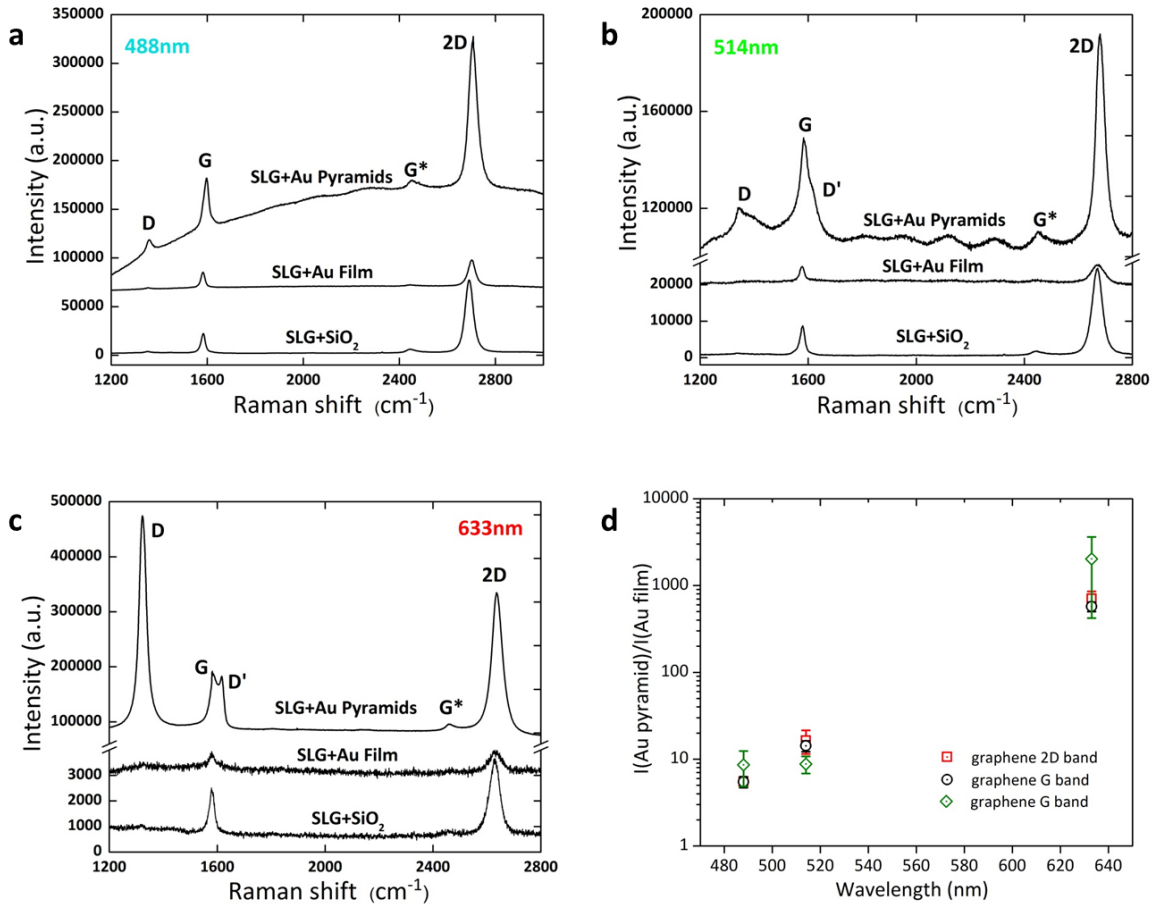 a
488nm
350000
300000
250000
200000
150000
100000
50000
0
Intensity (a.u.)
D
G
SLG+Au Pyramids
G*
2D
SLG+Au Film
SLG+SiO₂
1200 1600 2000 2400 2800
Raman shift (cm⁻¹)
b
514nm
200000
160000
120000
20000
10000
0
Intensity (a.u.)
D
G
D'
SLG+Au Pyramids
G*
2D
SLG+Au Film
SLG+SiO₂
1200 1600 2000 2400 2800
Raman shift (cm⁻¹)
c
633nm
500000
400000
300000
200000
100000
3000
2000
1000
0
Intensity (a.u.)
D
G
D'
SLG+Au Pyramids
G*
2D
SLG+Au Film
SLG+SiO₂
1200 1600 2000 2400 2800
Raman shift (cm⁻¹)
d
10000
1000
100
10
1
I(Au pyramid)/I(Au film)
graphene 2D band
graphene G band
graphene G band
480 500 520 540 560 580 600 620 640
Wavelength (nm)